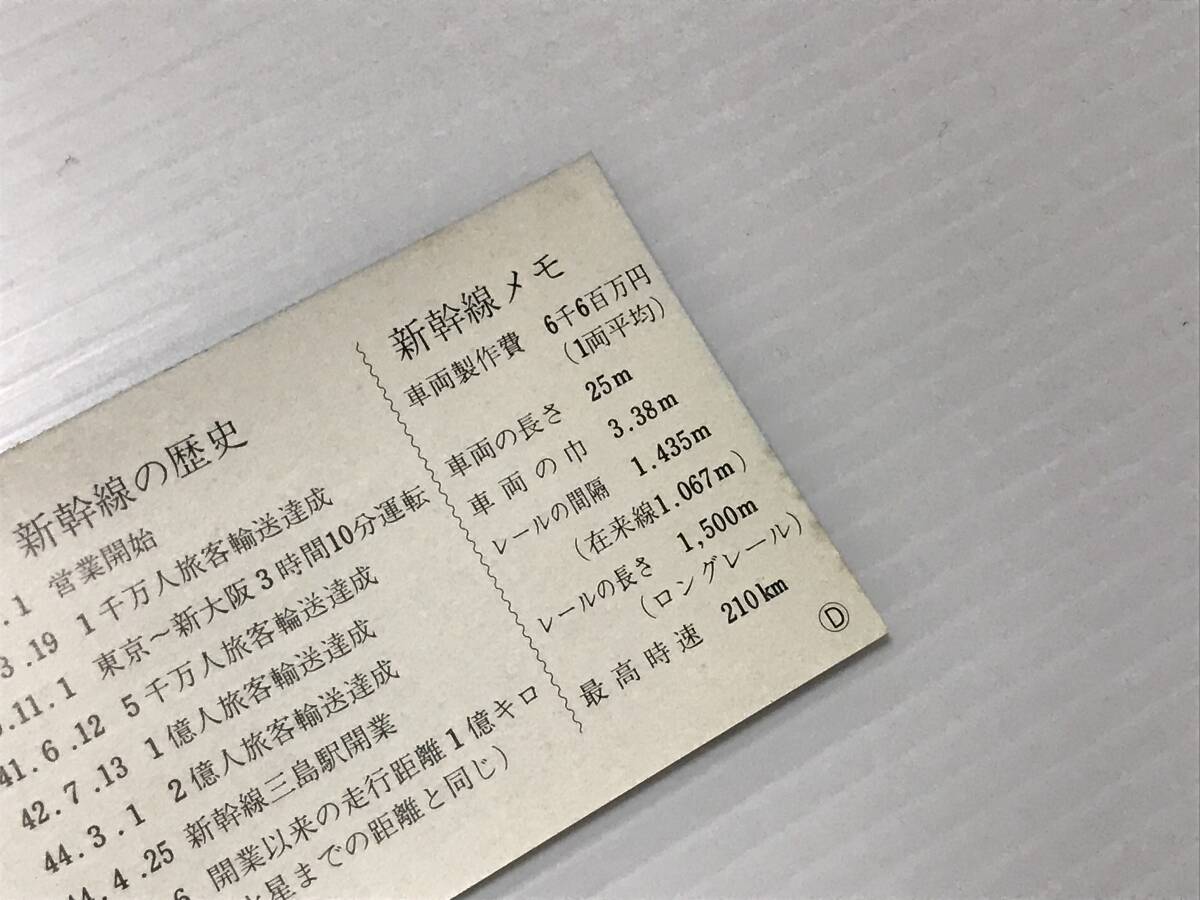 新幹線の歴史
.1 営業開始
3.19 1千万人旅客輸送達成
.11.1 東京～新大阪3時間10分運転
41.6.12 5千万人旅客輸送達成
42.7.13 1億人旅客輸送達成
44.3.1 2億人旅客輸送達成
44.4.25 新幹線三島駅開業
6 開業以来の走行距離1億キロ
星までの距離と同じ)
新幹線メモ
車両製作費 6千6百万円
(1両平均)
車両の長さ 25m
車両の巾 3.38m
レールの間隔 1.435m
(在来線1.067m)
レールの長さ 1,500m
(ロングレール)
最高時速 210km
Ⓓ